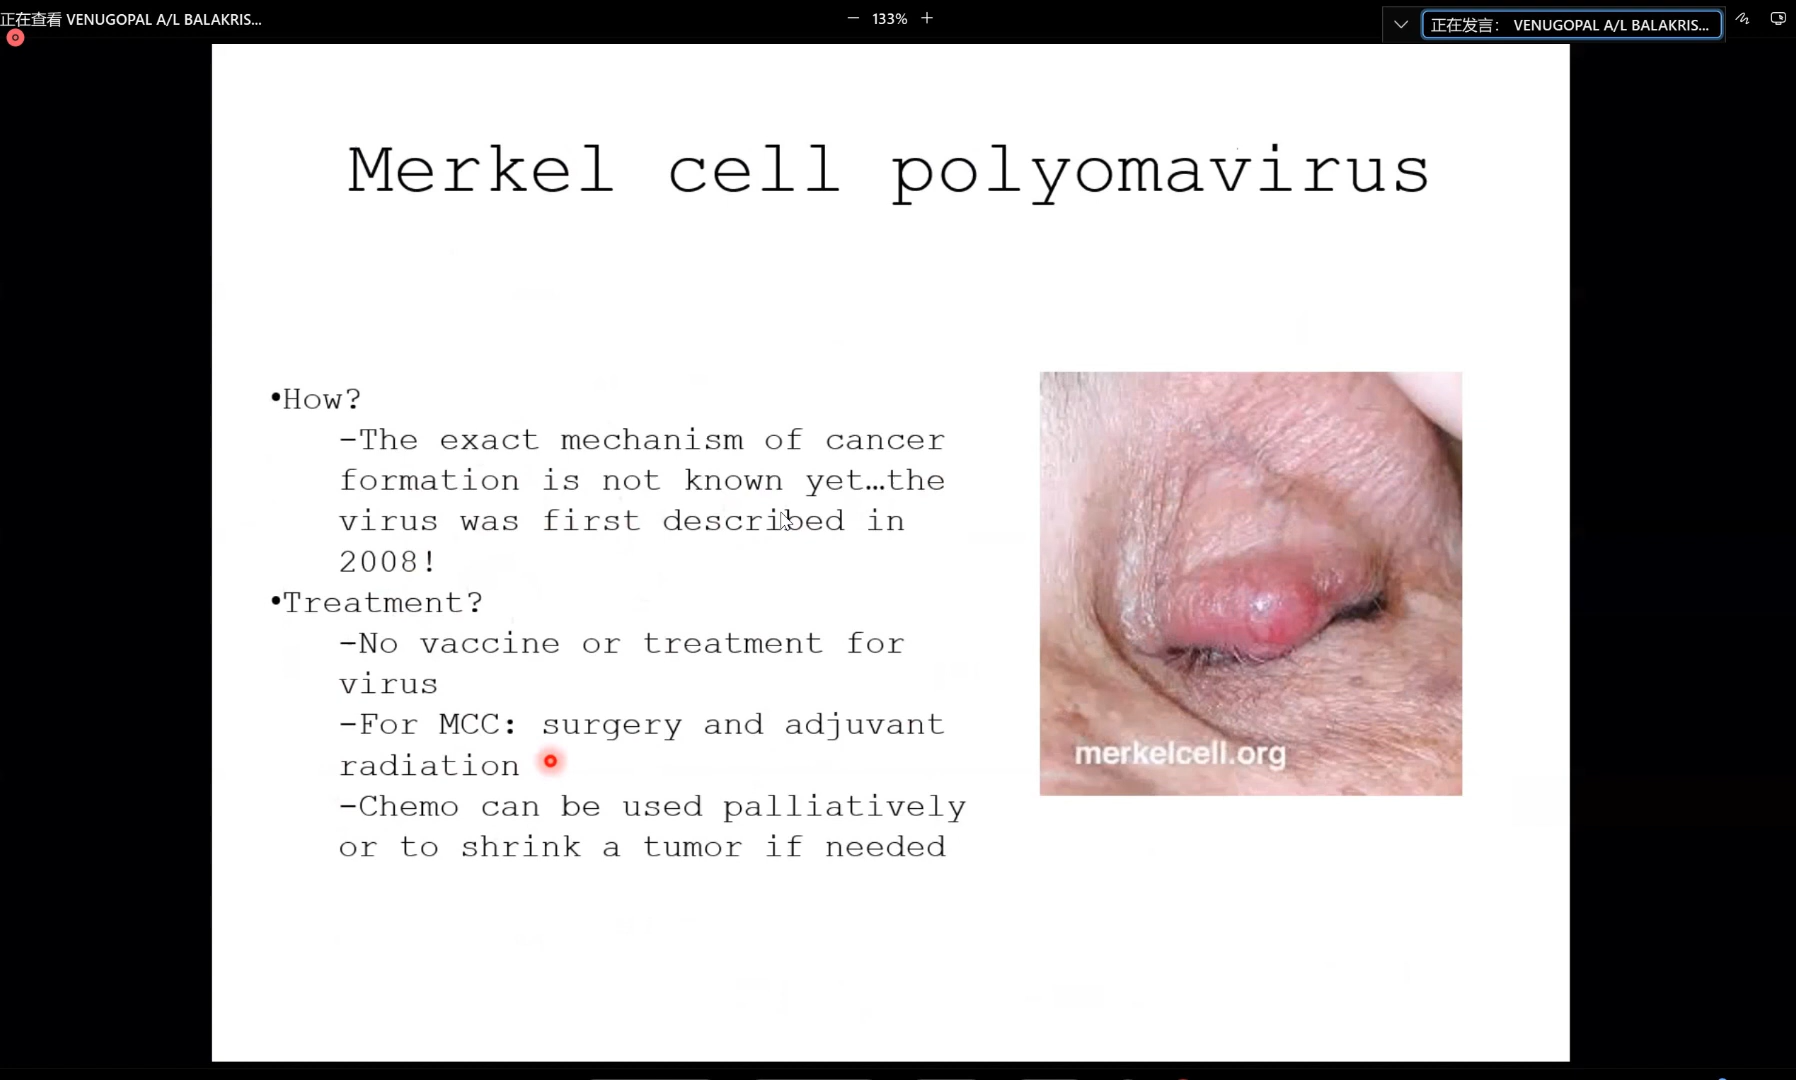 正在查看 VENUGOPAL A/L BALAKRIS...
133%
正在发言： VENUGOPAL A/L BALAKRIS...
Merkel cell polyomavirus
•How?
-The exact mechanism of cancer
formation is not known yet…the
virus was first described in
2008!
•Treatment?
-No vaccine or treatment for
virus
-For MCC: surgery and adjuvant
radiation
-Chemo can be used palliatively
or to shrink a tumor if needed
merkelcell.org